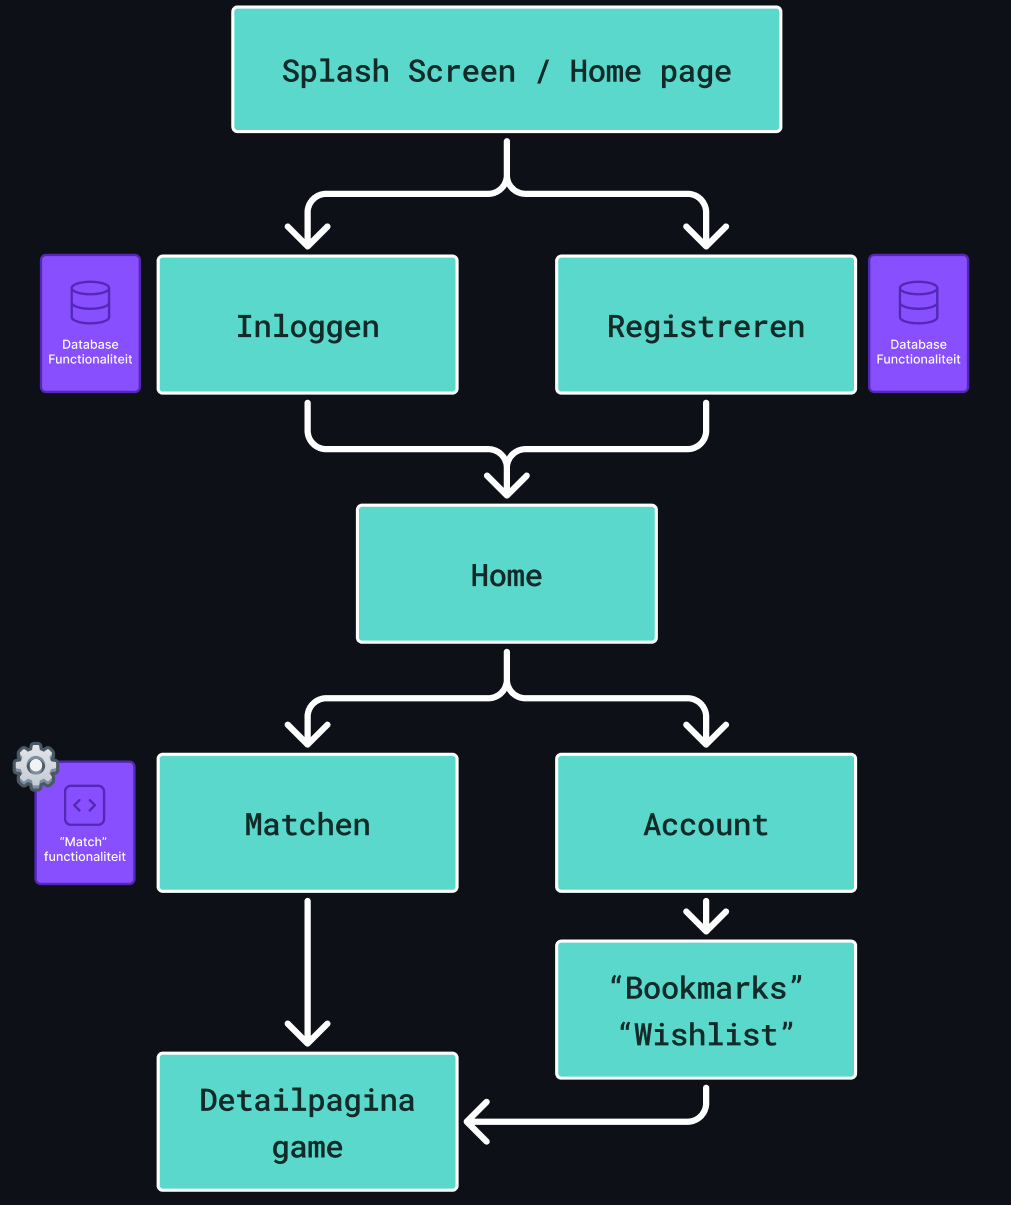 Splash Screen / Home page
Database
Functionaliteit
Inloggen
Registreren
Database
Functionaliteit
Home
“Match”
functionaliteit
Matchen
Account
“Bookmarks”
“Wishlist”
Detailpagina
game